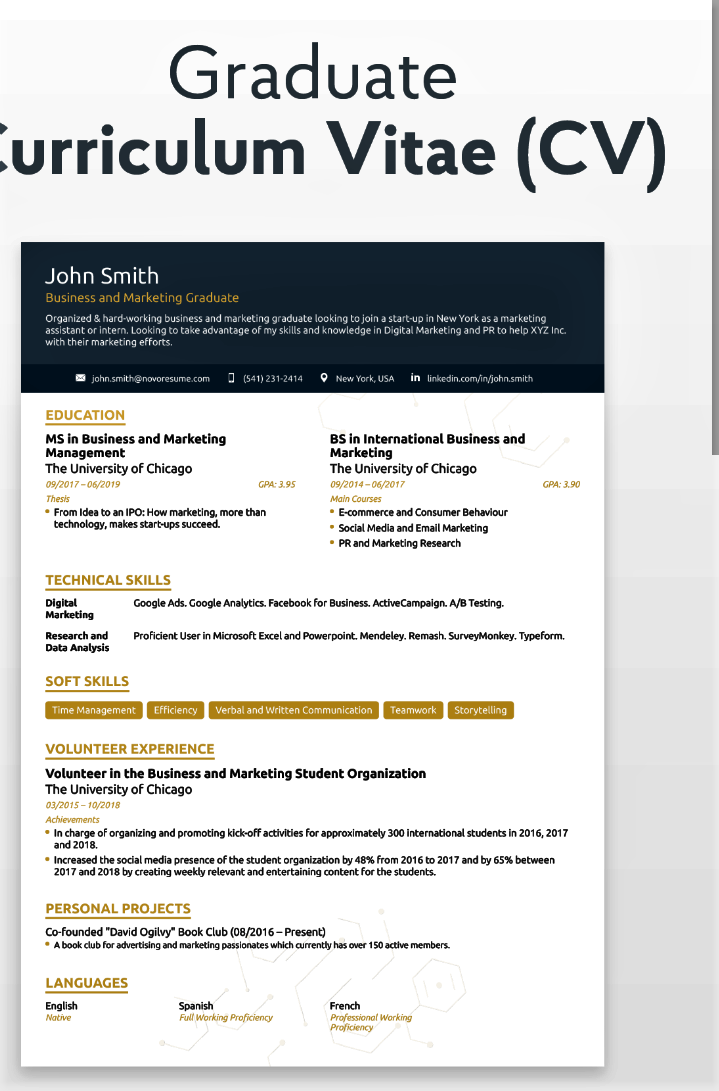 Graduate
Curriculum Vitae (CV)
John Smith
Business and Marketing Graduate
Organized & hard-working business and marketing graduate looking to join a start-up in New York as a marketing
assistant or intern. Looking to take advantage of my skills and knowledge in Digital Marketing and PR to help XYZ Inc.
with their marketing efforts.
john.smith@novoresume.com (541) 231-2414 New York, USA in linkedin.com/in/john.smith
EDUCATION
MS in Business and Marketing
Management
The University of Chicago
09/2017 – 06/2019 GPA: 3.95
Thesis
• From Idea to an IPO: How marketing, more than
technology, makes start-ups succeed.
BS in International Business and
Marketing
The University of Chicago
09/2014 – 06/2017 GPA: 3.90
Main Courses
• E-commerce and Consumer Behaviour
• Social Media and Email Marketing
• PR and Marketing Research
TECHNICAL SKILLS
Digital
Marketing
Google Ads. Google Analytics. Facebook for Business. ActiveCampaign. A/B Testing.
Research and
Data Analysis
Proficient User in Microsoft Excel and Powerpoint. Mendeley. Remash. SurveyMonkey. Typeform.
SOFT SKILLS
Time Management Efficiency Verbal and Written Communication Teamwork Storytelling
VOLUNTEER EXPERIENCE
Volunteer in the Business and Marketing Student Organization
The University of Chicago
03/2015 – 10/2018
Achievements
• In charge of organizing and promoting kick-off activities for approximately 300 international students in 2016, 2017
and 2018.
• Increased the social media presence of the student organization by 48% from 2016 to 2017 and by 65% between
2017 and 2018 by creating weekly relevant and entertaining content for the students.
PERSONAL PROJECTS
Co-founded "David Ogilvy" Book Club (08/2016 – Present)
• A book club for advertising and marketing passionates which currently has over 150 active members.
LANGUAGES
English
Native
Spanish
Full Working Proficiency
French
Professional Working
Proficiency